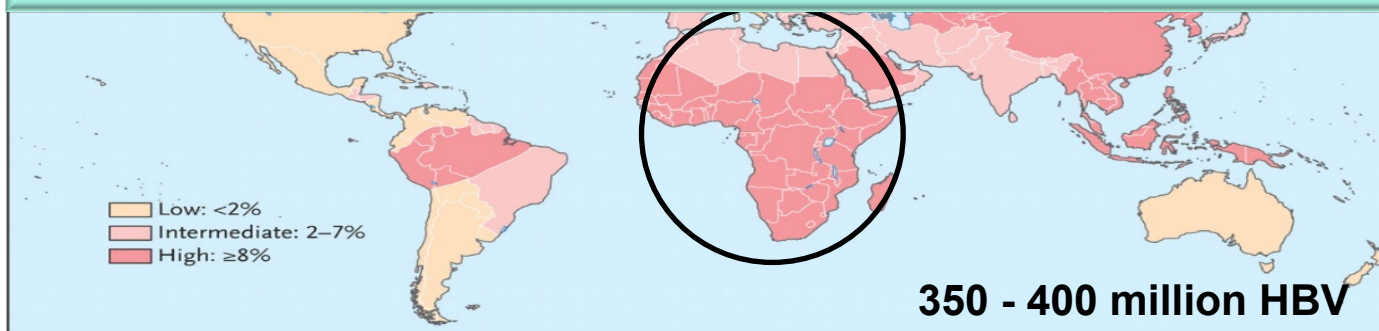 Low: <2%
Intermediate: 2–7%
High: ≥8%
350 - 400 million HBV